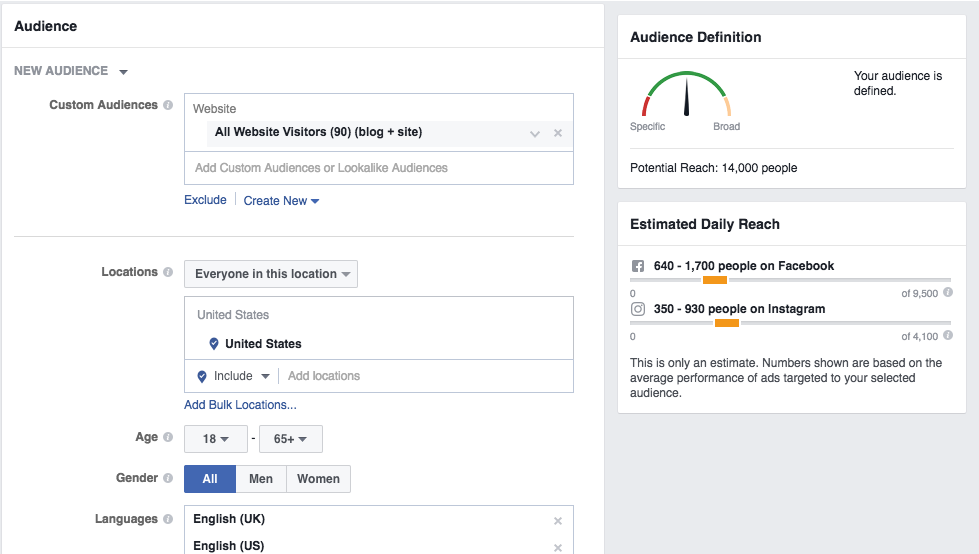 Audience
NEW AUDIENCE
Custom Audiences
Website
All Website Visitors (90) (blog + site)
Add Custom Audiences or Lookalike Audiences
Exclude Create New
Locations
Everyone in this location
United States
United States
Include Add locations
Add Bulk Locations...
Age 18 - 65+
Gender All Men Women
Languages English (UK)
English (US)
Audience Definition
Specific Broad
Your audience is
defined.
Potential Reach: 14,000 people
Estimated Daily Reach
640 - 1,700 people on Facebook
0 of 9,500
350 - 930 people on Instagram
0 of 4,100
This is only an estimate. Numbers shown are based on the
average performance of ads targeted to your selected
audience.